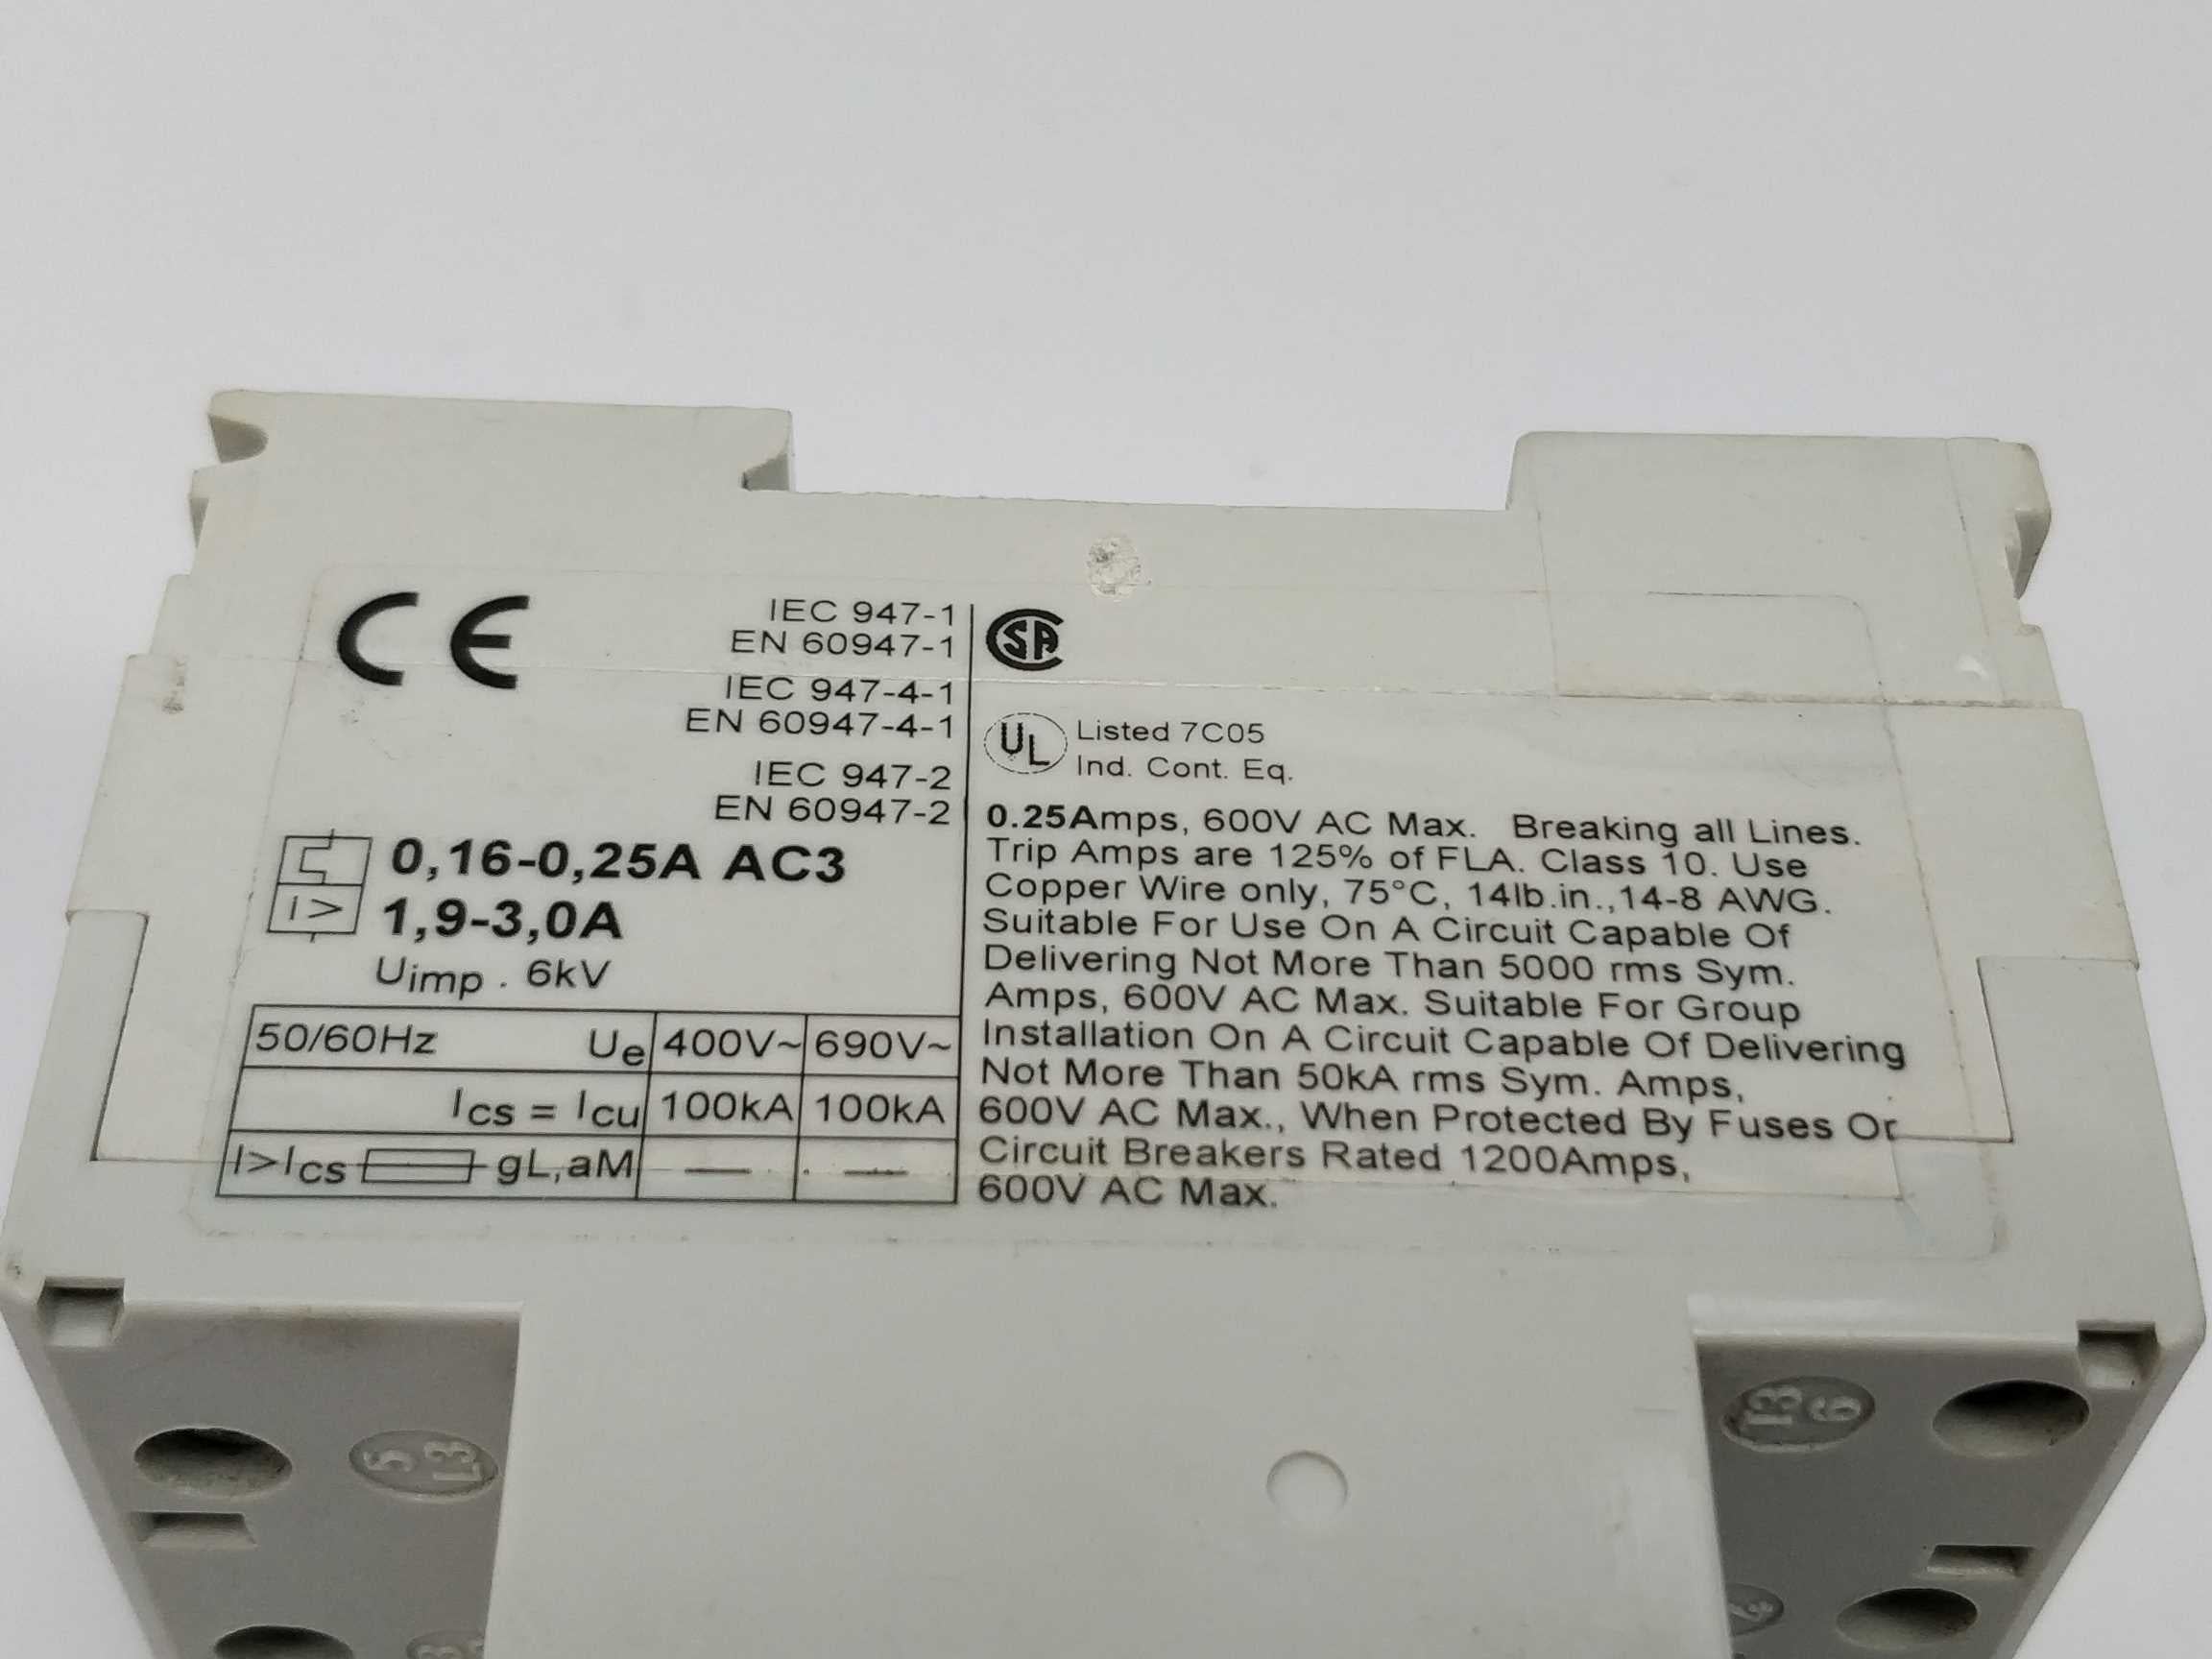 CE
IEC 947-1
EN 60947-1
IEC 947-4-1
EN 60947-4-1
IEC 947-2
EN 60947-2
0,16-0,25A AC3
I> 1,9-3,0A
Uimp . 6kV
50/60Hz Ue 400V~ 690V~
Ics = Icu 100kA 100kA
I>Ics gL,aM — —
CSA
UL Listed 7C05
Ind. Cont. Eq.
0.25Amps, 600V AC Max. Breaking all Lines.
Trip Amps are 125% of FLA. Class 10. Use
Copper Wire only, 75°C, 14lb.in.,14-8 AWG.
Suitable For Use On A Circuit Capable Of
Delivering Not More Than 5000 rms Sym.
Amps, 600V AC Max. Suitable For Group
Installation On A Circuit Capable Of Delivering
Not More Than 50kA rms Sym. Amps,
600V AC Max., When Protected By Fuses Or
Circuit Breakers Rated 1200Amps,
600V AC Max.
5 L3
6